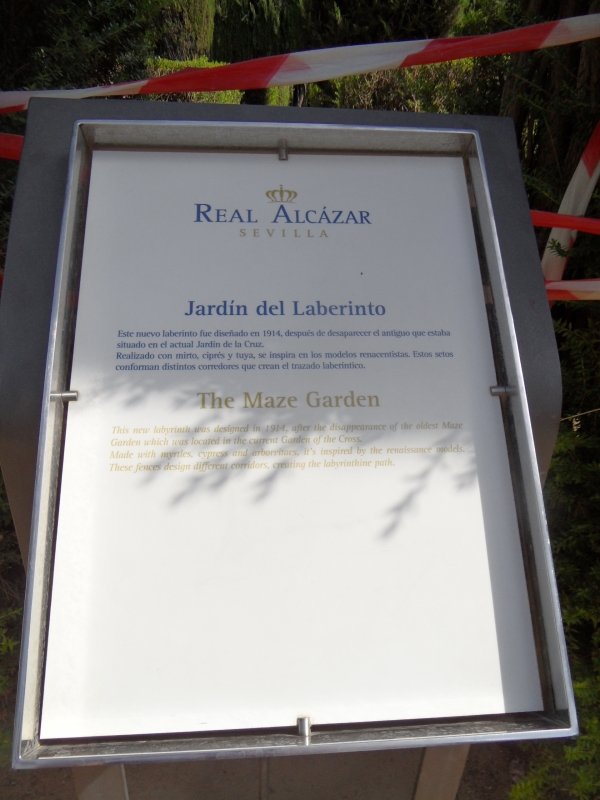 REAL ALCÁZAR
SEVILLA
Jardín del Laberinto
Este nuevo laberinto fue diseñado en 1914, después de desaparecer el antiguo que estaba
situado en el actual Jardín de la Cruz.
Realizado con mirto, ciprés y tuya, se inspira en los modelos renacentistas. Estos setos
conforman distintos corredores que crean el trazado laberíntico.
The Maze Garden
This new labyrinth was designed in 1914, after the disappearance of the oldest Maze
Garden which was located in the current Garden of the Cross.
Made with myrtles, cypress and arborvitaes, it's inspired by the renaissance models.
These fences design different corridors, creating the labyrinthine path.